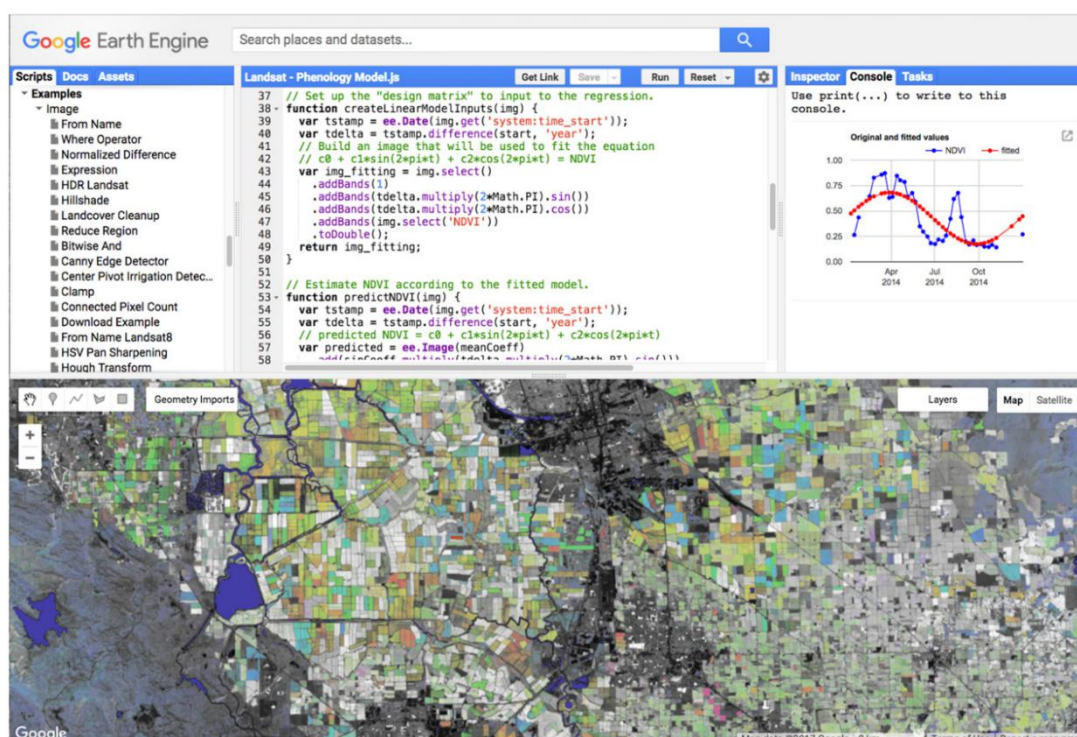 Google Earth Engine
Search places and datasets...
Scripts Docs Assets
Examples
Image
From Name
Where Operator
Normalized Difference
Expression
HDR Landsat
Hillshade
Landcover Cleanup
Reduce Region
Bitwise And
Canny Edge Detector
Center Pivot Irrigation Detec...
Clamp
Connected Pixel Count
Download Example
From Name Landsat8
HSV Pan Sharpening
Hough Transform
Landsat - Phenology Model.js
Get Link Save Run Reset
37 // Set up the "design matrix" to input to the regression.
38 function createLinearModelInputs(img) {
39 var tstamp = ee.Date(img.get('system:time_start'));
40 var tdelta = tstamp.difference(start, 'year');
41 // Build an image that will be used to fit the equation
42 // c0 + c1*sin(2*pi*t) + c2*cos(2*pi*t) = NDVI
43 var img_fitting = img.select()
44 .addBands(1)
45 .addBands(tdelta.multiply(2*Math.PI).sin())
46 .addBands(tdelta.multiply(2*Math.PI).cos())
47 .addBands(img.select('NDVI'))
48 .toDouble();
49 return img_fitting;
50 }
51
52 // Estimate NDVI according to the fitted model.
53 function predictNDVI(img) {
54 var tstamp = ee.Date(img.get('system:time_start'));
55 var tdelta = tstamp.difference(start, 'year');
56 // predicted NDVI = c0 + c1*sin(2*pi*t) + c2*cos(2*pi*t)
57 var predicted = ee.Image(meanCoeff)
58 .add(sinCoeff.multiply(tdelta.multiply(2*Math.PI).sin()))
Inspector Console Tasks
Use print(...) to write to this
console.
Original and fitted values
NDVI fitted
1.00
0.75
0.50
0.25
0.00
Apr Jul Oct
2014 2014 2014
Geometry Imports
Layers
Map Satellite
+
−
Google